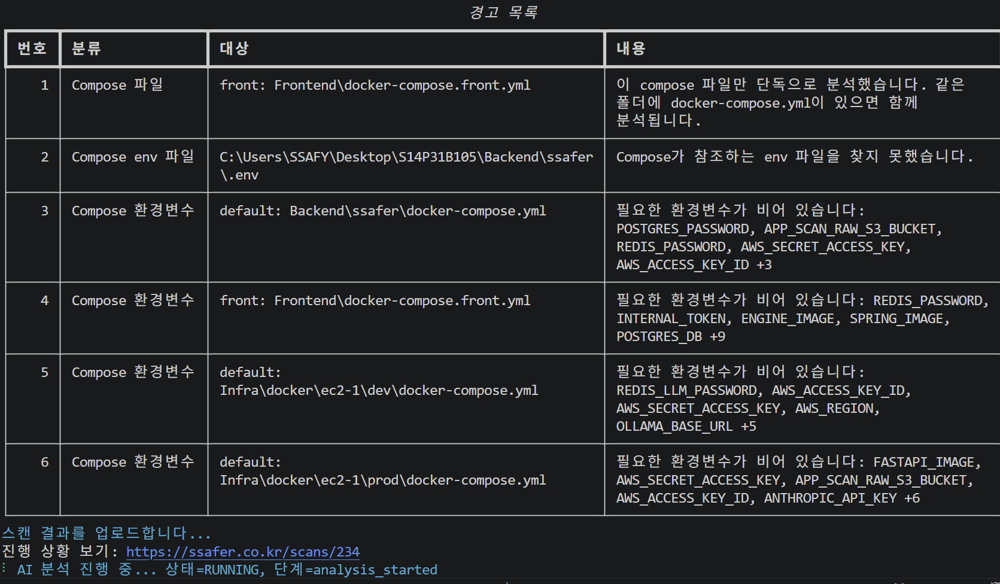 경고 목록
번호 분류 대상 내용
1 Compose 파일 front: Frontend\docker-compose.front.yml 이 compose 파일만 단독으로 분석했습니다. 같은
폴더에 docker-compose.yml이 있으면 함께
분석됩니다.
2 Compose env 파일 C:\Users\SSAFY\Desktop\S14P31B105\Backend\ssafer Compose가 참조하는 env 파일을 찾지 못했습니다.
\.env
3 Compose 환경변수 default: Backend\ssafer\docker-compose.yml 필요한 환경변수가 비어 있습니다:
POSTGRES_PASSWORD, APP_SCAN_RAW_S3_BUCKET,
REDIS_PASSWORD, AWS_SECRET_ACCESS_KEY,
AWS_ACCESS_KEY_ID +3
4 Compose 환경변수 front: Frontend\docker-compose.front.yml 필요한 환경변수가 비어 있습니다: REDIS_PASSWORD,
INTERNAL_TOKEN, ENGINE_IMAGE, SPRING_IMAGE,
POSTGRES_DB +9
5 Compose 환경변수 default: 필요한 환경변수가 비어 있습니다:
Infra\docker\ec2-1\dev\docker-compose.yml REDIS_LLM_PASSWORD, AWS_ACCESS_KEY_ID,
AWS_SECRET_ACCESS_KEY, AWS_REGION,
OLLAMA_BASE_URL +5
6 Compose 환경변수 default: 필요한 환경변수가 비어 있습니다: FASTAPI_IMAGE,
Infra\docker\ec2-1\prod\docker-compose.yml AWS_SECRET_ACCESS_KEY, APP_SCAN_RAW_S3_BUCKET,
AWS_ACCESS_KEY_ID, ANTHROPIC_API_KEY +6
스캔 결과를 업로드합니다...
진행 상황 보기: https://ssafer.co.kr/scans/234
⠇ AI 분석 진행 중... 상태=RUNNING, 단계=analysis_started